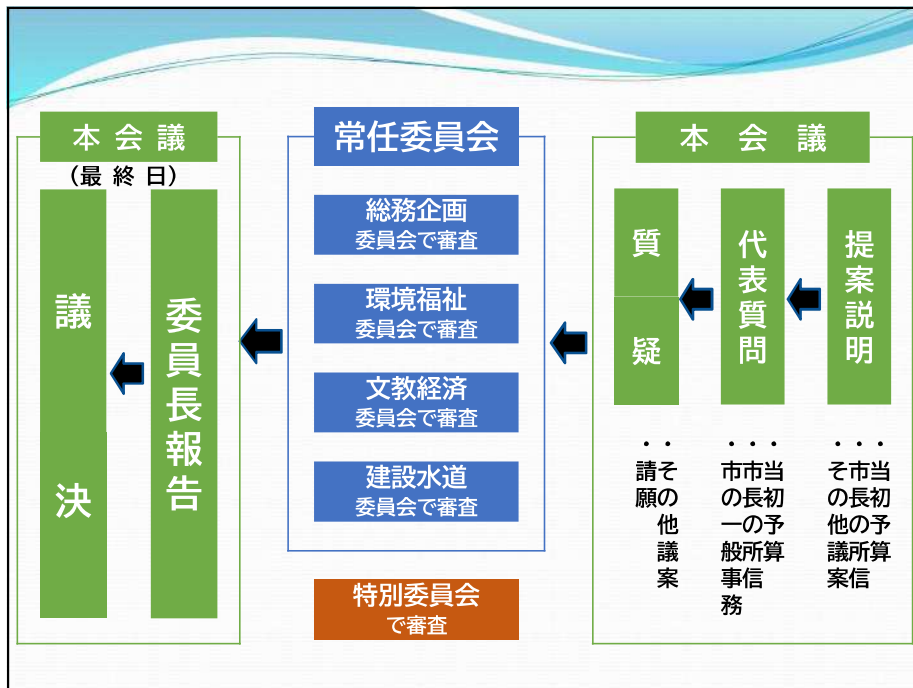 本会議
提案説明
・当初予算
・市長の所信
・その他議案
代表質問
・当初予算
・市長の所信
・市の一般事務
質疑
・その他議案
・請願
常任委員会
総務企画
委員会で審査
環境福祉
委員会で審査
文教経済
委員会で審査
建設水道
委員会で審査
特別委員会
で審査
本会議
(最終日)
委員長報告
議決